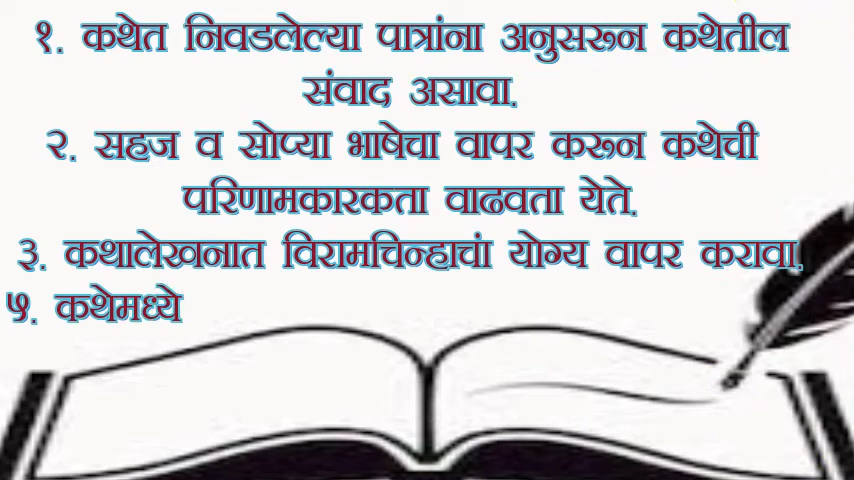 १. कथेत निवडलेल्या पात्रांना अनुसरून कथेतील
संवाद असावा.
२. सहज व सोप्या भाषेचा वापर करून कथेची
परिणामकारकता वाढवता येते.
३. कथालेखनात विरामचिन्हाचां योग्य वापर करावा.
५. कथेमध्ये